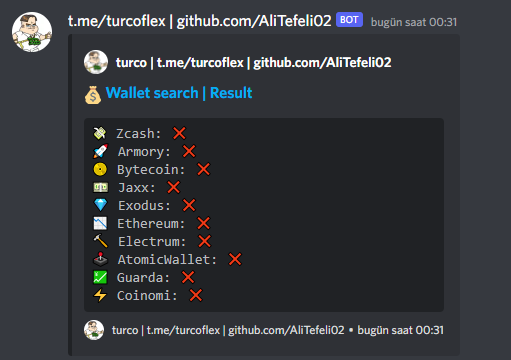 t.me/turcoflex | github.com/AliTefeli02 BOT bugün saat 00:31
turco | t.me/turcoflex | github.com/AliTefeli02
Wallet search | Result
Zcash: ❌
Armory: ❌
Bytecoin: ❌
Jaxx: ❌
Exodus: ❌
Ethereum: ❌
Electrum: ❌
AtomicWallet: ❌
Guarda: ❌
Coinomi: ❌
turco | t.me/turcoflex | github.com/AliTefeli02 • bugün saat 00:31